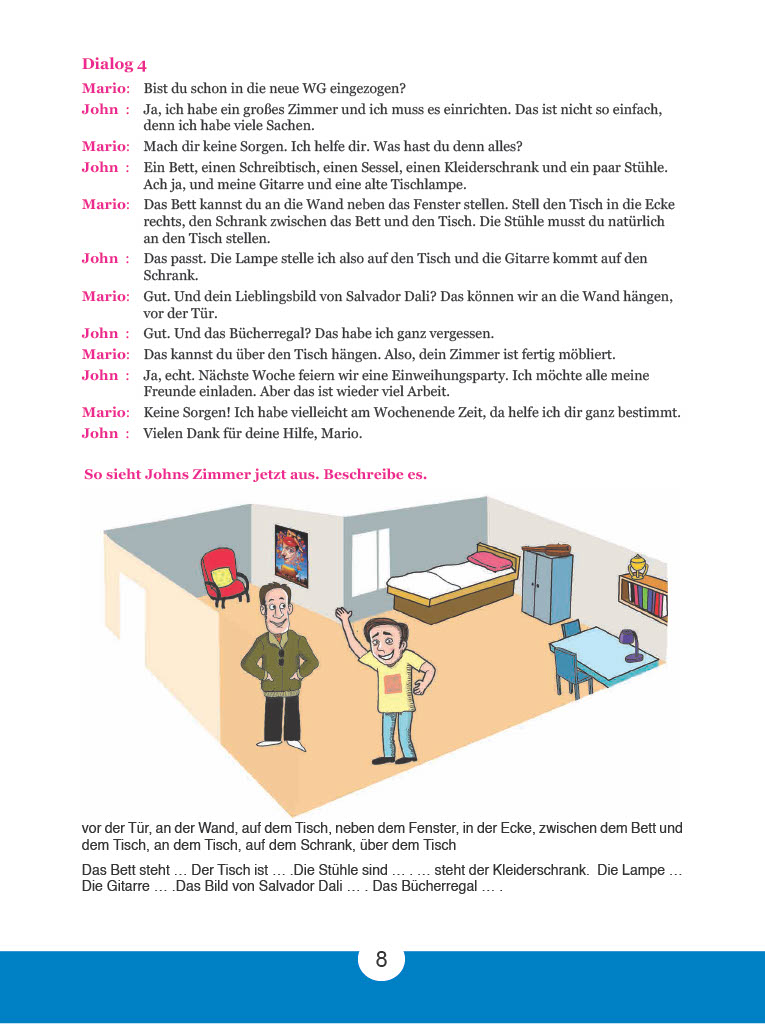 Dialog 4
Mario: Bist du schon in die neue WG eingezogen?
John : Ja, ich habe ein großes Zimmer und ich muss es einrichten. Das ist nicht so einfach,
denn ich habe viele Sachen.
Mario: Mach dir keine Sorgen. Ich helfe dir. Was hast du denn alles?
John : Ein Bett, einen Schreibtisch, einen Sessel, einen Kleiderschrank und ein paar Stühle.
Ach ja, und meine Gitarre und eine alte Tischlampe.
Mario: Das Bett kannst du an die Wand neben das Fenster stellen. Stell den Tisch in die Ecke
rechts, den Schrank zwischen das Bett und den Tisch. Die Stühle musst du natürlich
an den Tisch stellen.
John : Das passt. Die Lampe stelle ich also auf den Tisch und die Gitarre kommt auf den
Schrank.
Mario: Gut. Und dein Lieblingsbild von Salvador Dali? Das können wir an die Wand hängen,
vor der Tür.
John : Gut. Und das Bücherregal? Das habe ich ganz vergessen.
Mario: Das kannst du über den Tisch hängen. Also, dein Zimmer ist fertig möbliert.
John : Ja, echt. Nächste Woche feiern wir eine Einweihungsparty. Ich möchte alle meine
Freunde einladen. Aber das ist wieder viel Arbeit.
Mario: Keine Sorgen! Ich habe vielleicht am Wochenende Zeit, da helfe ich dir ganz bestimmt.
John : Vielen Dank für deine Hilfe, Mario.
So sieht Johns Zimmer jetzt aus. Beschreibe es.
vor der Tür, an der Wand, auf dem Tisch, neben dem Fenster, in der Ecke, zwischen dem Bett und
dem Tisch, an dem Tisch, auf dem Schrank, über dem Tisch
Das Bett steht … Der Tisch ist … .Die Stühle sind … . … steht der Kleiderschrank. Die Lampe …
Die Gitarre … .Das Bild von Salvador Dali … . Das Bücherregal … .
8